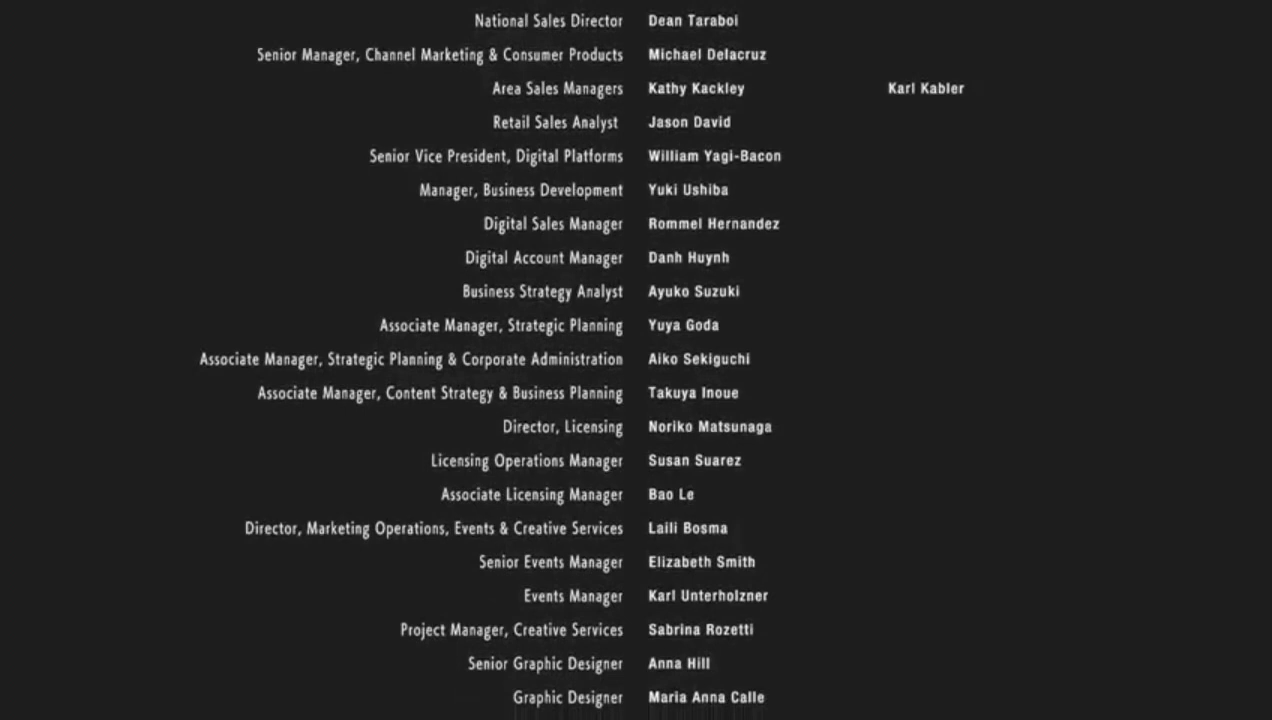 National Sales Director Dean Taraboi
Senior Manager, Channel Marketing & Consumer Products Michael Delacruz
Area Sales Managers Kathy Kackley Karl Kabler
Retail Sales Analyst Jason David
Senior Vice President, Digital Platforms William Yagi-Bacon
Manager, Business Development Yuki Ushiba
Digital Sales Manager Rommel Hernandez
Digital Account Manager Danh Huynh
Business Strategy Analyst Ayuko Suzuki
Associate Manager, Strategic Planning Yuya Goda
Associate Manager, Strategic Planning & Corporate Administration Aiko Sekiguchi
Associate Manager, Content Strategy & Business Planning Takuya Inoue
Director, Licensing Noriko Matsunaga
Licensing Operations Manager Susan Suarez
Associate Licensing Manager Bao Le
Director, Marketing Operations, Events & Creative Services Laili Bosma
Senior Events Manager Elizabeth Smith
Events Manager Karl Unterholzner
Project Manager, Creative Services Sabrina Rozetti
Senior Graphic Designer Anna Hill
Graphic Designer Maria Anna Calle